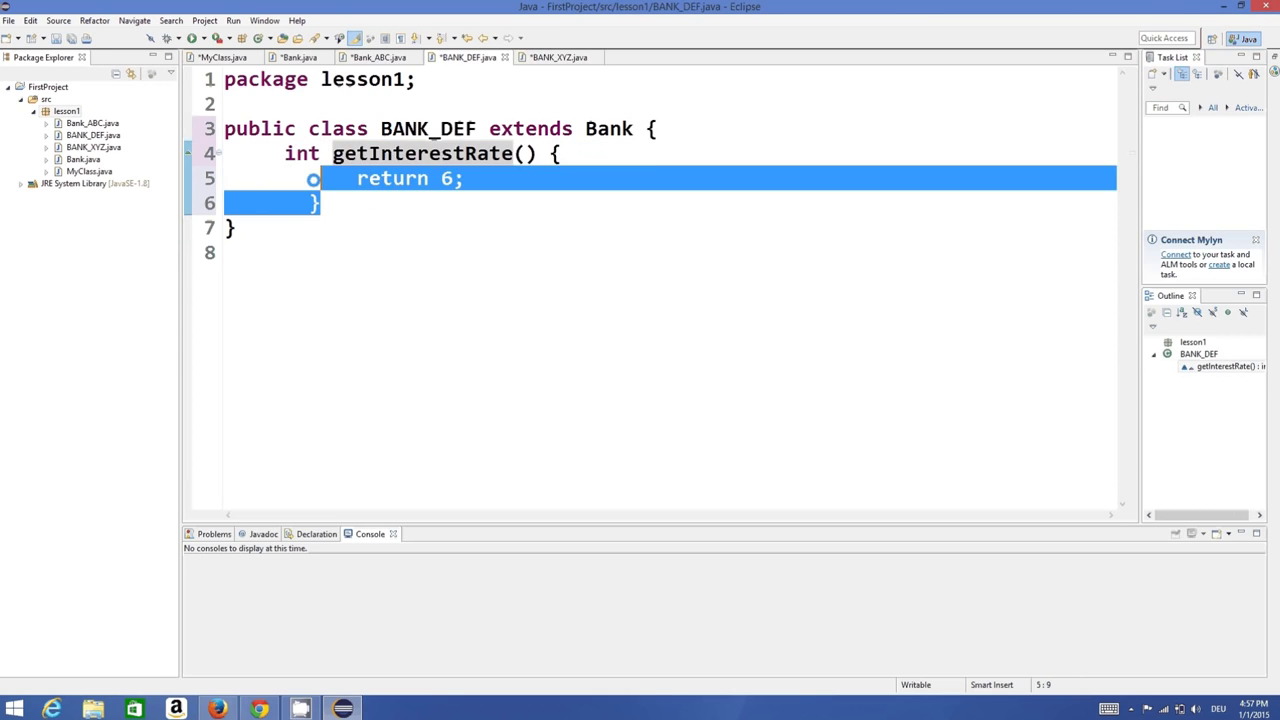 Java - FirstProject/src/lesson1/BANK_DEF.java - Eclipse
File Edit Source Refactor Navigate Search Project Run Window Help
Quick Access
Java
Package Explorer
*MyClass.java *Bank.java *Bank_ABC.java *BANK_DEF.java *BANK_XYZ.java
Task List
FirstProject
src
lesson1
Bank_ABC.java
BANK_DEF.java
BANK_XYZ.java
Bank.java
MyClass.java
JRE System Library [JavaSE-1.8]
1 package lesson1;
2
3 public class BANK_DEF extends Bank {
4 int getInterestRate() {
5 return 6;
6 }
7 }
8
Find All Activa...
Connect Mylyn
Connect to your task and
ALM tools or create a local
task.
Outline
lesson1
BANK_DEF
getInterestRate() : in
Problems Javadoc Declaration Console
No consoles to display at this time.
Writable Smart Insert 5 : 9
DEU
4:57 PM
1/1/2015